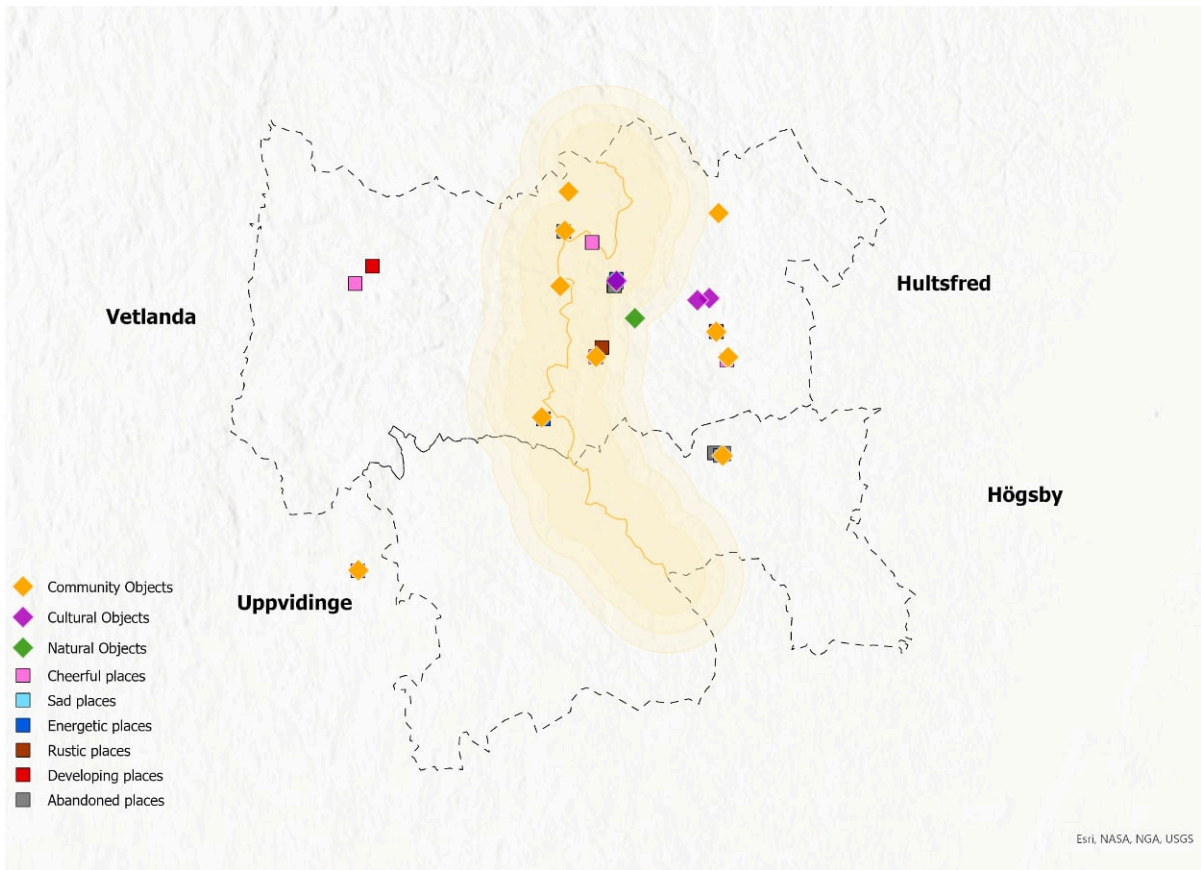 Hultsfred
Vetlanda
Högsby
Uppvidinge
Community Objects
Cultural Objects
Natural Objects
Cheerful places
Sad places
Energetic places
Rustic places
Developing places
Abandoned places
Esri, NASA, NGA, USGS